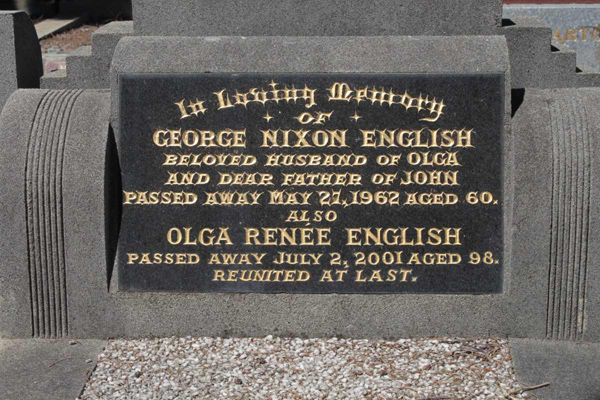 In Loving Memory
OF
GEORGE NIXON ENGLISH
BELOVED HUSBAND OF OLGA
AND DEAR FATHER OF JOHN
PASSED AWAY MAY 27, 1962 AGED 60.
ALSO
OLGA RENÉE ENGLISH
PASSED AWAY JULY 2, 2001 AGED 98.
REUNITED AT LAST.